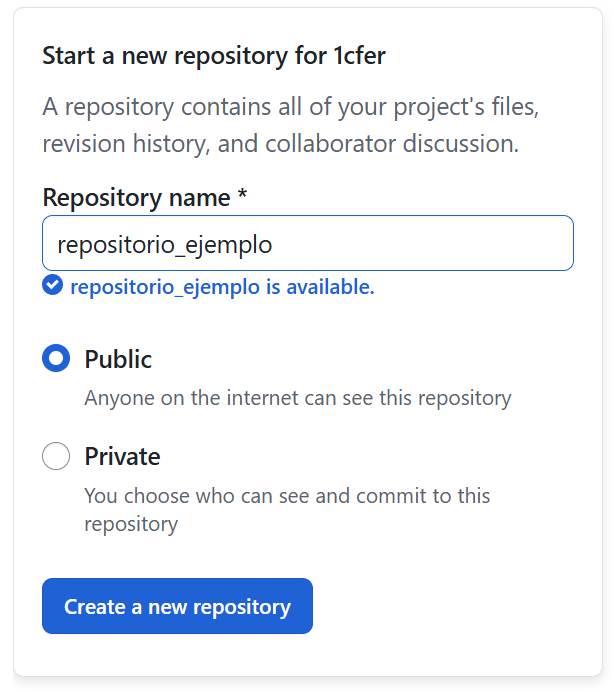 Start a new repository for 1cfer
A repository contains all of your project's files,
revision history, and collaborator discussion.
Repository name *
repositorio_ejemplo
repositorio_ejemplo is available.
Public
Anyone on the internet can see this repository
Private
You choose who can see and commit to this
repository
Create a new repository